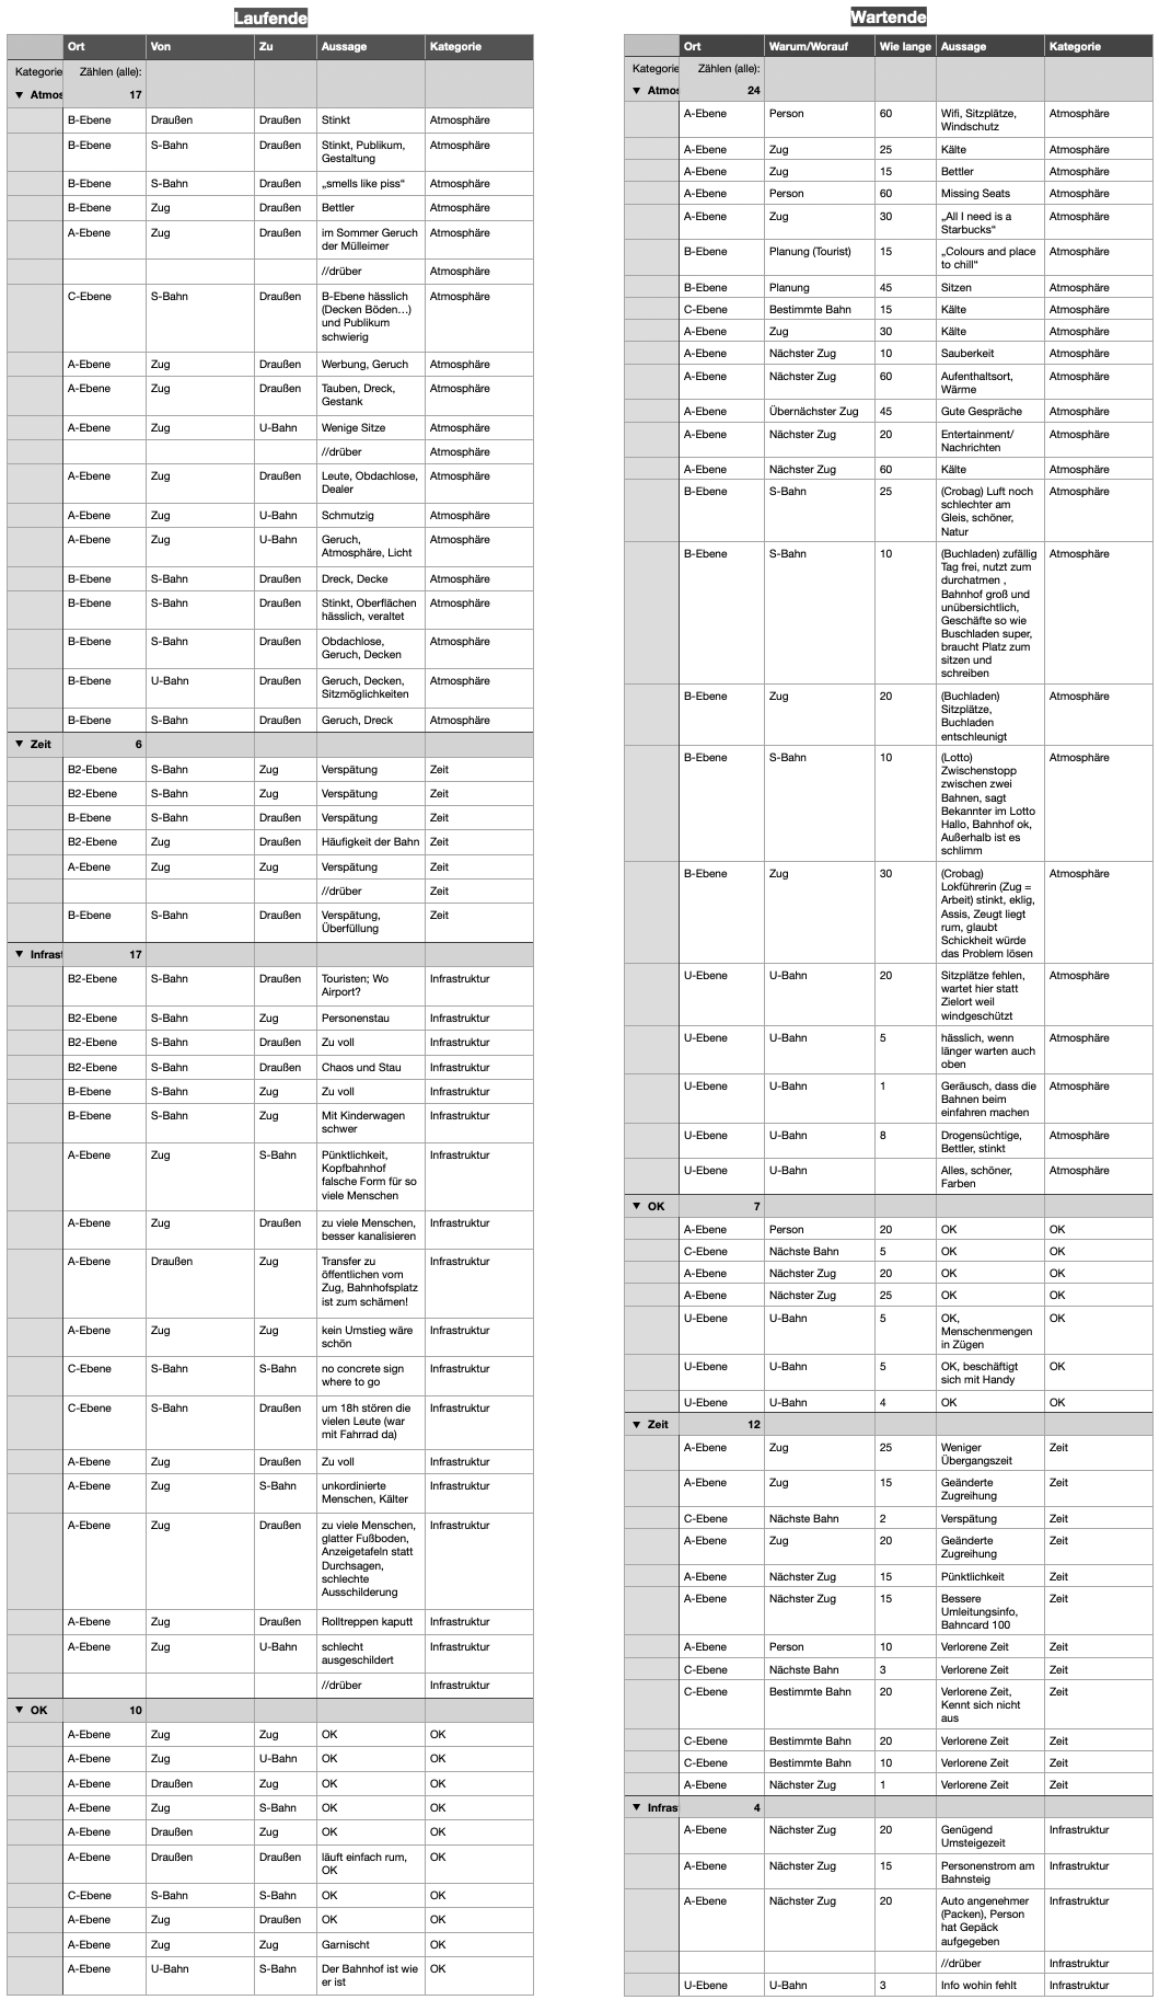 Laufende
Ort Von Zu Aussage Kategorie
Kategorie Zählen (alle):
▼ Atmos 17
B-Ebene Draußen Draußen Stinkt Atmosphäre
B-Ebene S-Bahn Draußen Stinkt, Publikum, Atmosphäre
Gestaltung
B-Ebene S-Bahn Draußen „smells like piss“ Atmosphäre
B-Ebene Zug Draußen Bettler Atmosphäre
A-Ebene Zug Draußen im Sommer Geruch Atmosphäre
der Mülleimer
//drüber Atmosphäre
C-Ebene S-Bahn Draußen B-Ebene hässlich Atmosphäre
(Decken Böden…)
und Publikum
schwierig
A-Ebene Zug Draußen Werbung, Geruch Atmosphäre
A-Ebene Zug Draußen Tauben, Dreck, Atmosphäre
Gestank
A-Ebene Zug U-Bahn Wenige Sitze Atmosphäre
//drüber Atmosphäre
A-Ebene Zug Draußen Leute, Obdachlose, Atmosphäre
Dealer
A-Ebene Zug U-Bahn Schmutzig Atmosphäre
A-Ebene Zug U-Bahn Geruch, Atmosphäre
Atmosphäre, Licht
B-Ebene S-Bahn Draußen Dreck, Decke Atmosphäre
B-Ebene S-Bahn Draußen Stinkt, Oberflächen Atmosphäre
hässlich, veraltet
B-Ebene S-Bahn Draußen Obdachlose, Atmosphäre
Geruch, Decken
B-Ebene U-Bahn Draußen Geruch, Decken, Atmosphäre
Sitzmöglichkeiten
B-Ebene S-Bahn Draußen Geruch, Dreck Atmosphäre
▼ Zeit 6
B2-Ebene S-Bahn Zug Verspätung Zeit
B2-Ebene S-Bahn Zug Verspätung Zeit
B-Ebene S-Bahn Draußen Verspätung Zeit
B2-Ebene Zug Draußen Häufigkeit der Bahn Zeit
A-Ebene Zug Zug Verspätung Zeit
//drüber Zeit
B-Ebene S-Bahn Draußen Verspätung, Zeit
Überfüllung
▼ Infrast 17
B2-Ebene S-Bahn Draußen Touristen; Wo Infrastruktur
Airport?
B2-Ebene S-Bahn Zug Personenstau Infrastruktur
B2-Ebene S-Bahn Draußen Zu voll Infrastruktur
B2-Ebene S-Bahn Draußen Chaos und Stau Infrastruktur
B-Ebene S-Bahn Zug Zu voll Infrastruktur
B-Ebene S-Bahn Zug Mit Kinderwagen Infrastruktur
schwer
A-Ebene Zug S-Bahn Pünktlichkeit, Infrastruktur
Kopfbahnhof
falsche Form für so
viele Menschen
A-Ebene Zug Draußen zu viele Menschen, Infrastruktur
besser kanalisieren
A-Ebene Draußen Zug Transfer zu Infrastruktur
öffentlichen vom
Zug, Bahnhofsplatz
ist zum schämen!
A-Ebene Zug Zug kein Umstieg wäre Infrastruktur
schön
C-Ebene S-Bahn S-Bahn no concrete sign Infrastruktur
where to go
C-Ebene S-Bahn Draußen um 18h stören die Infrastruktur
vielen Leute (war
mit Fahrrad da)
A-Ebene Zug Draußen Zu voll Infrastruktur
A-Ebene Zug S-Bahn unkordinierte Infrastruktur
Menschen, Kälter
A-Ebene Zug Draußen zu viele Menschen, Infrastruktur
glatter Fußboden,
Anzeigetafeln statt
Durchsagen,
schlechte
Ausschilderung
A-Ebene Zug Draußen Rolltreppen kaputt Infrastruktur
A-Ebene Zug U-Bahn schlecht Infrastruktur
ausgeschildert
//drüber Infrastruktur
▼ OK 10
A-Ebene Zug Zug OK OK
A-Ebene Zug U-Bahn OK OK
A-Ebene Draußen Zug OK OK
A-Ebene Zug S-Bahn OK OK
A-Ebene Draußen Zug OK OK
A-Ebene Draußen Draußen läuft einfach rum, OK
OK
C-Ebene S-Bahn S-Bahn OK OK
A-Ebene Zug Draußen OK OK
A-Ebene Zug Zug Garnischt OK
A-Ebene U-Bahn S-Bahn Der Bahnhof ist wie OK
er ist
Wartende
Ort Warum/Worauf Wie lange Aussage Kategorie
Kategorie Zählen (alle):
▼ Atmos 24
A-Ebene Person 60 Wifi, Sitzplätze, Atmosphäre
Windschutz
A-Ebene Zug 25 Kälte Atmosphäre
A-Ebene Zug 15 Bettler Atmosphäre
A-Ebene Person 60 Missing Seats Atmosphäre
A-Ebene Zug 30 „All I need is a Atmosphäre
Starbucks“
B-Ebene Planung (Tourist) 15 „Colours and place Atmosphäre
to chill“
B-Ebene Planung 45 Sitzen Atmosphäre
C-Ebene Bestimmte Bahn 15 Kälte Atmosphäre
A-Ebene Zug 30 Kälte Atmosphäre
A-Ebene Nächster Zug 10 Sauberkeit Atmosphäre
A-Ebene Nächster Zug 60 Aufenthaltsort, Atmosphäre
Wärme
A-Ebene Übernächster Zug 45 Gute Gespräche Atmosphäre
A-Ebene Nächster Zug 20 Entertainment/ Atmosphäre
Nachrichten
A-Ebene Nächster Zug 60 Kälte Atmosphäre
B-Ebene S-Bahn 25 (Crobag) Luft noch Atmosphäre
schlechter am
Gleis, schöner,
Natur
B-Ebene S-Bahn 10 (Buchladen) zufällig Atmosphäre
Tag frei, nutzt zum
durchatmen ,
Bahnhof groß und
unübersichtlich,
Geschäfte so wie
Buschladen super,
braucht Platz zum
sitzen und
schreiben
B-Ebene Zug 20 (Buchladen) Atmosphäre
Sitzplätze,
Buchladen
entschleunigt
B-Ebene S-Bahn 10 (Lotto) Atmosphäre
Zwischenstopp
zwischen zwei
Bahnen, sagt
Bekannter im Lotto
Hallo, Bahnhof ok,
Außerhalb ist es
schlimm
B-Ebene Zug 30 (Crobag) Atmosphäre
Lokführerin (Zug =
Arbeit) stinkt, eklig,
Assis, Zeugt liegt
rum, glaubt
Schickheit würde
das Problem lösen
U-Ebene U-Bahn 20 Sitzplätze fehlen, Atmosphäre
wartet hier statt
Zielort weil
windgeschützt
U-Ebene U-Bahn 5 hässlich, wenn Atmosphäre
länger warten auch
oben
U-Ebene U-Bahn 1 Geräusch, dass die Atmosphäre
Bahnen beim
einfahren machen
U-Ebene U-Bahn 8 Drogensüchtige, Atmosphäre
Bettler, stinkt
U-Ebene U-Bahn Alles, schöner, Atmosphäre
Farben
▼ OK 7
A-Ebene Person 20 OK OK
C-Ebene Nächste Bahn 5 OK OK
A-Ebene Nächster Zug 20 OK OK
A-Ebene Nächster Zug 25 OK OK
U-Ebene U-Bahn 5 OK, OK
Menschenmengen
in Zügen
U-Ebene U-Bahn 5 OK, beschäftigt OK
sich mit Handy
U-Ebene U-Bahn 4 OK OK
▼ Zeit 12
A-Ebene Zug 25 Weniger Zeit
Übergangszeit
A-Ebene Zug 15 Geänderte Zeit
Zugreihung
C-Ebene Nächste Bahn 2 Verspätung Zeit
A-Ebene Zug 20 Geänderte Zeit
Zugreihung
A-Ebene Nächster Zug 15 Pünktlichkeit Zeit
A-Ebene Nächster Zug 15 Bessere Zeit
Umleitungsinfo,
Bahncard 100
A-Ebene Person 10 Verlorene Zeit Zeit
C-Ebene Nächste Bahn 3 Verlorene Zeit Zeit
C-Ebene Bestimmte Bahn 20 Verlorene Zeit, Zeit
Kennt sich nicht
aus
C-Ebene Bestimmte Bahn 20 Verlorene Zeit Zeit
C-Ebene Bestimmte Bahn 10 Verlorene Zeit Zeit
A-Ebene Nächster Zug 1 Verlorene Zeit Zeit
▼ Infras 4
A-Ebene Nächster Zug 20 Genügend Infrastruktur
Umsteigezeit
A-Ebene Nächster Zug 15 Personenstrom am Infrastruktur
Bahnsteig
A-Ebene Nächster Zug 20 Auto angenehmer Infrastruktur
(Packen), Person
hat Gepäck
aufgegeben
//drüber Infrastruktur
U-Ebene U-Bahn 3 Info wohin fehlt Infrastruktur